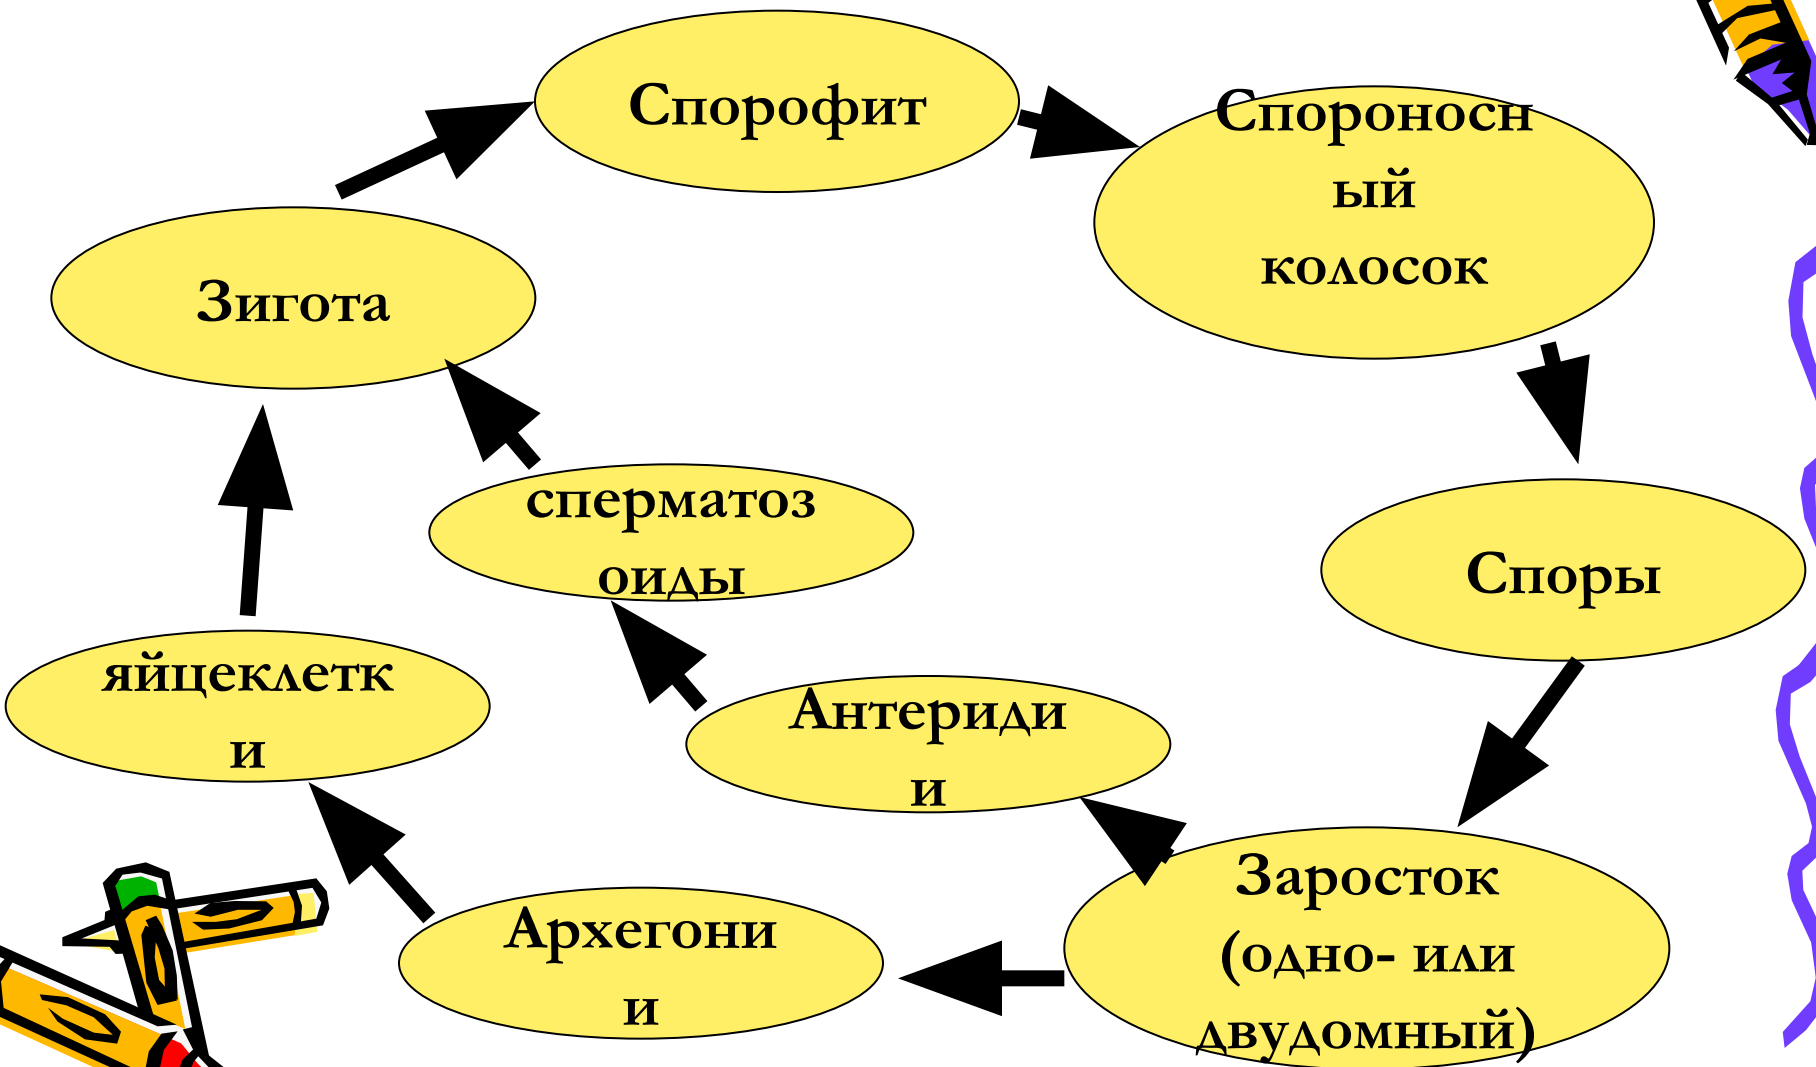 Спорофит
Спороносн
ый
колосок
Зигота
сперматоз
оиды
Споры
яйцеклетк
и
Антериди
и
Заросток
(одно- или
двудомный)
Архегони
и